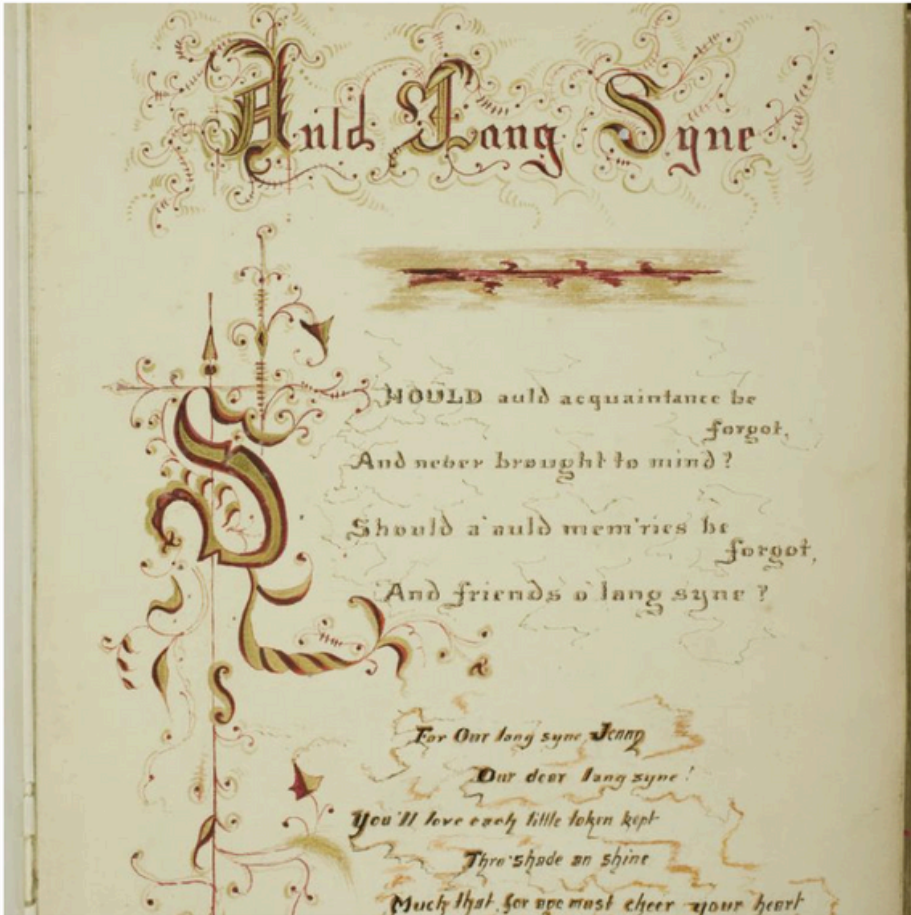 Auld Lang Syne
SHOULD auld acquaintance be
forgot,
And never brought to mind?
Should a' auld mem'ries be
forgot,
And friends o' lang syne?
For Our lang syne, Jenny
Our dear lang syne!
You'll love each little token kept
Thro' shade an shine
Much that for aye must cheer your heart